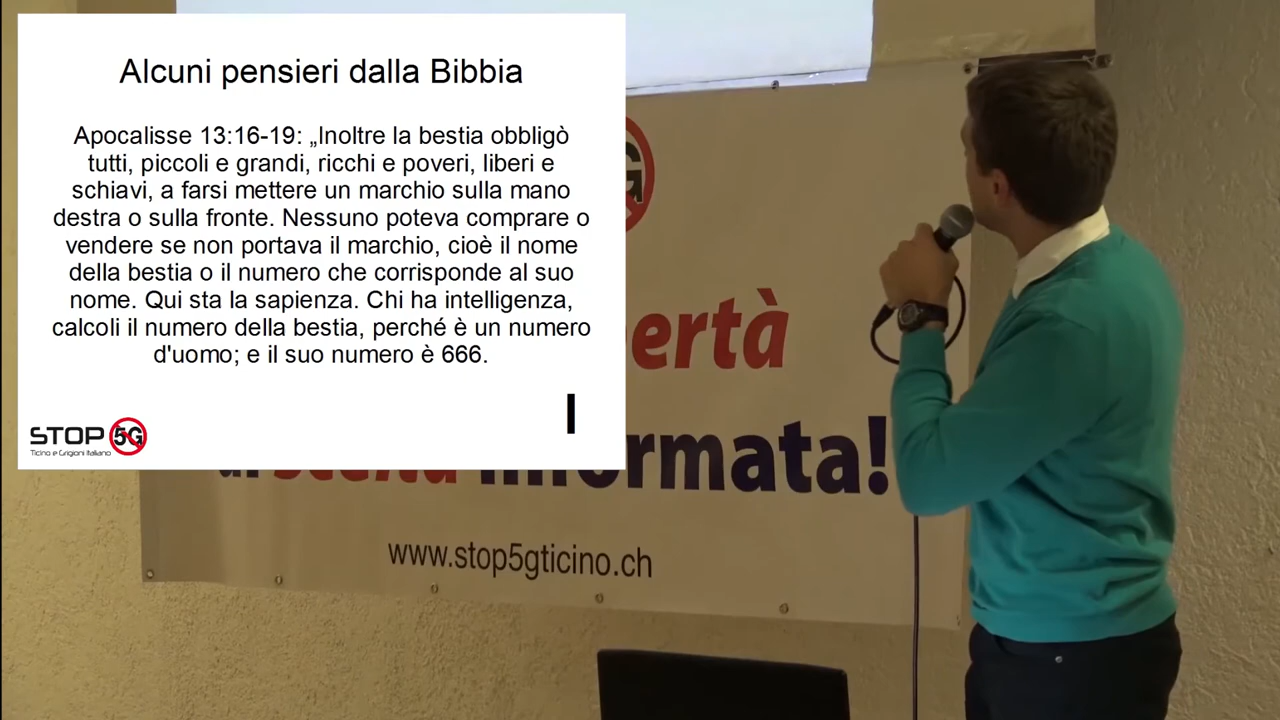 Alcuni pensieri dalla Bibbia
Apocalisse 13:16-19: „Inoltre la bestia obbligò
tutti, piccoli e grandi, ricchi e poveri, liberi e
schiavi, a farsi mettere un marchio sulla mano
destra o sulla fronte. Nessuno poteva comprare o
vendere se non portava il marchio, cioè il nome
della bestia o il numero che corrisponde al suo
nome. Qui sta la sapienza. Chi ha intelligenza,
calcoli il numero della bestia, perché è un numero
d'uomo; e il suo numero è 666.
I
STOP 5G
Ticino e Grigioni Italiano
G
ertà
di scelta informata!
www.stop5gticino.ch